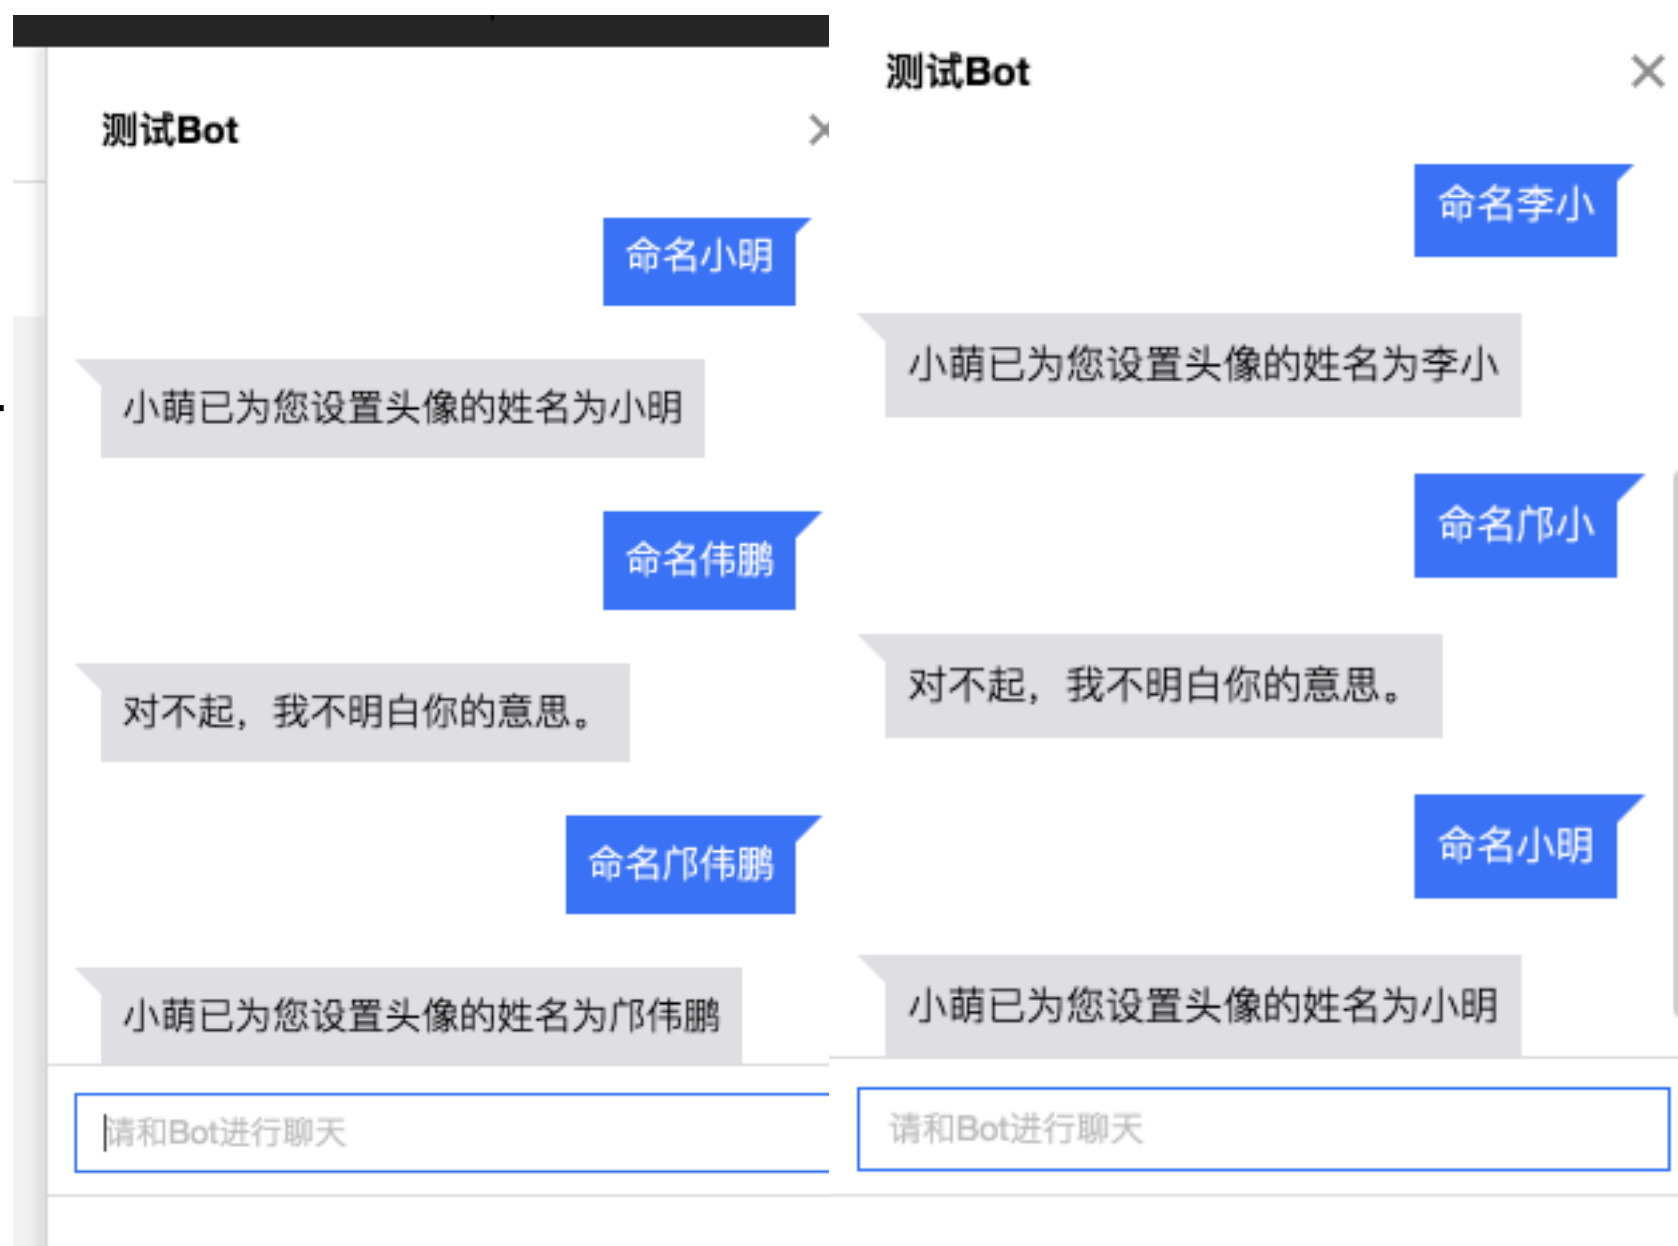 测试Bot
命名小明
小萌已为您设置头像的姓名为小明
命名伟鹏
对不起，我不明白你的意思。
命名邝伟鹏
小萌已为您设置头像的姓名为邝伟鹏
请和Bot进行聊天
测试Bot
命名李小
小萌已为您设置头像的姓名为李小
命名邝小
对不起，我不明白你的意思。
命名小明
小萌已为您设置头像的姓名为小明
请和Bot进行聊天